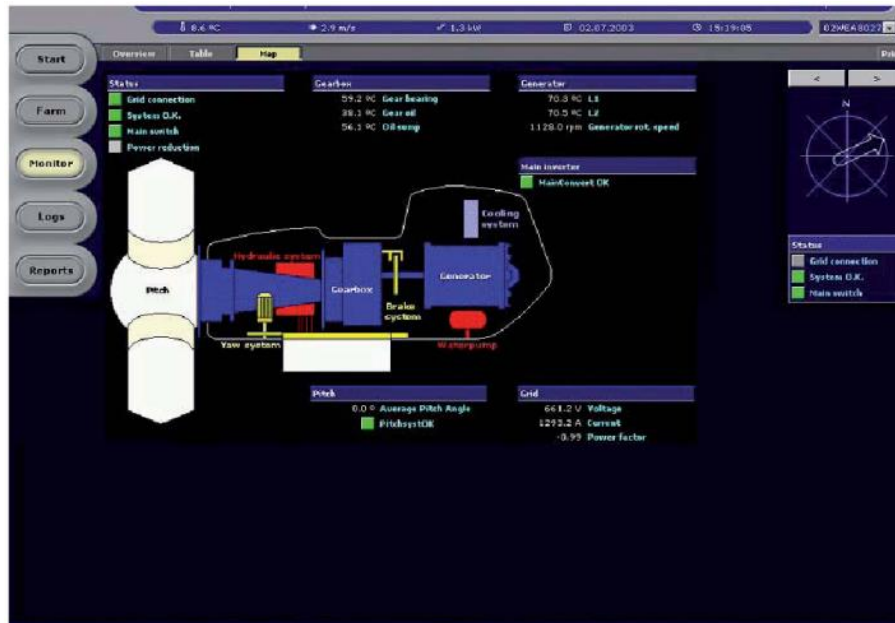 8.6 ºC 2.9 m/s 1.3 kW 02.07.2003 15:19:05 02WEA8027
Start
Overview Table Map
Status Gearbox Generator
Grid connection 59.2 ºC Gear bearing 70.8 ºC L1
System O.K. 38.1 ºC Gear oil 70.5 ºC L2
Main switch 56.1 ºC Oil sump 1128.0 rpm Generator rot. speed
Power reduction
Farm
Monitor
Logs
Reports
< >
N
Main inverter
MainConvert OK
Cooling
system
Hydraulic system
Pitch
Gearbox
Generator
Brake
system
Yaw system
Waterpump
Status
Grid connection
System O.K.
Main switch
Pitch Grid
0.0 º Average Pitch Angle 661.2 V Voltage
PitchsystOK 1293.2 A Current
-0.99 Power factor